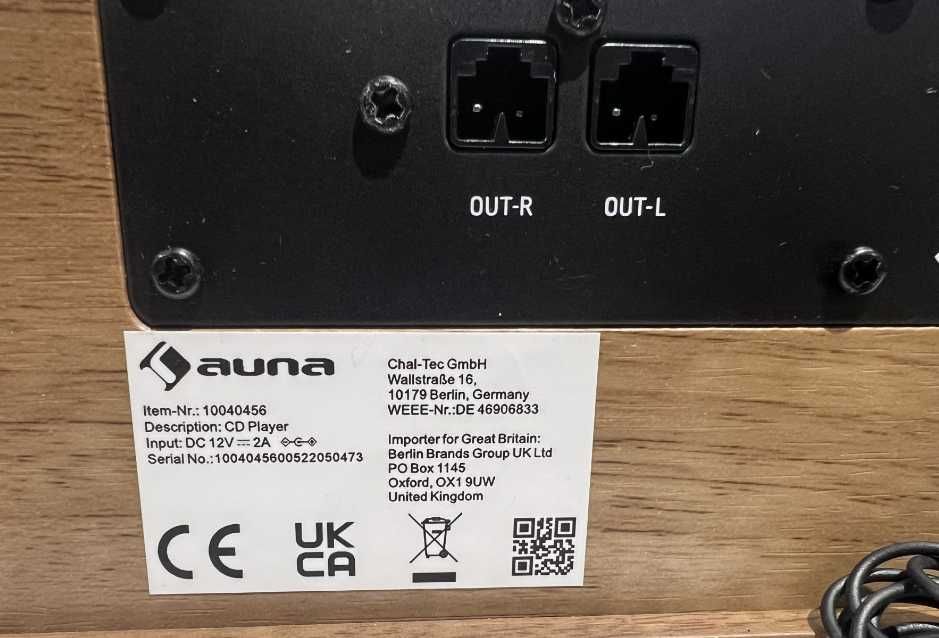 OUT-R OUT-L
auna
Item-Nr.: 10040456
Description: CD Player
Input: DC 12V⎓2A
Serial No.:1004045600522050473
Chal-Tec GmbH
Wallstraße 16,
10179 Berlin, Germany
WEEE-Nr.:DE 46906833
Importer for Great Britain:
Berlin Brands Group UK Ltd
PO Box 1145
Oxford, OX1 9UW
United Kingdom
CE
UK
CA